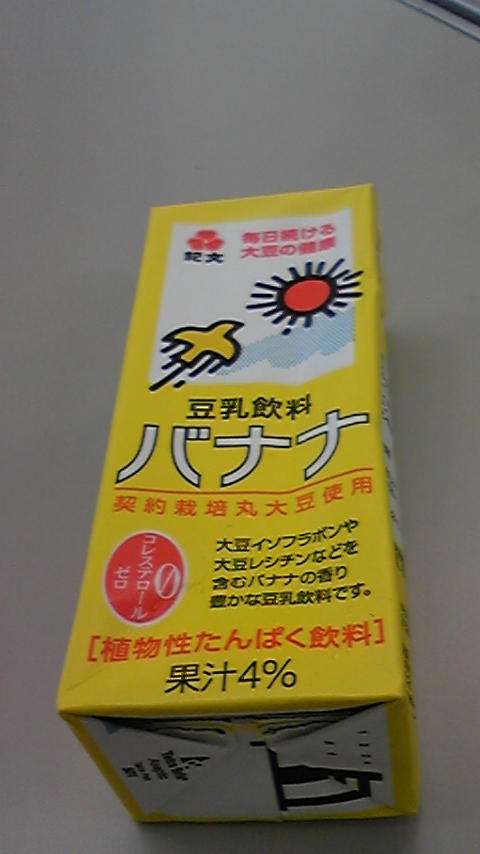 毎日続ける
大豆の健康
紀文
豆乳飲料
バナナ
契約栽培丸大豆使用
コレステロール
ゼロ
0
大豆イソフラボンや
大豆レシチンなどを
含むバナナの香り
豊かな豆乳飲料です。
[植物性たんぱく飲料]
果汁4%